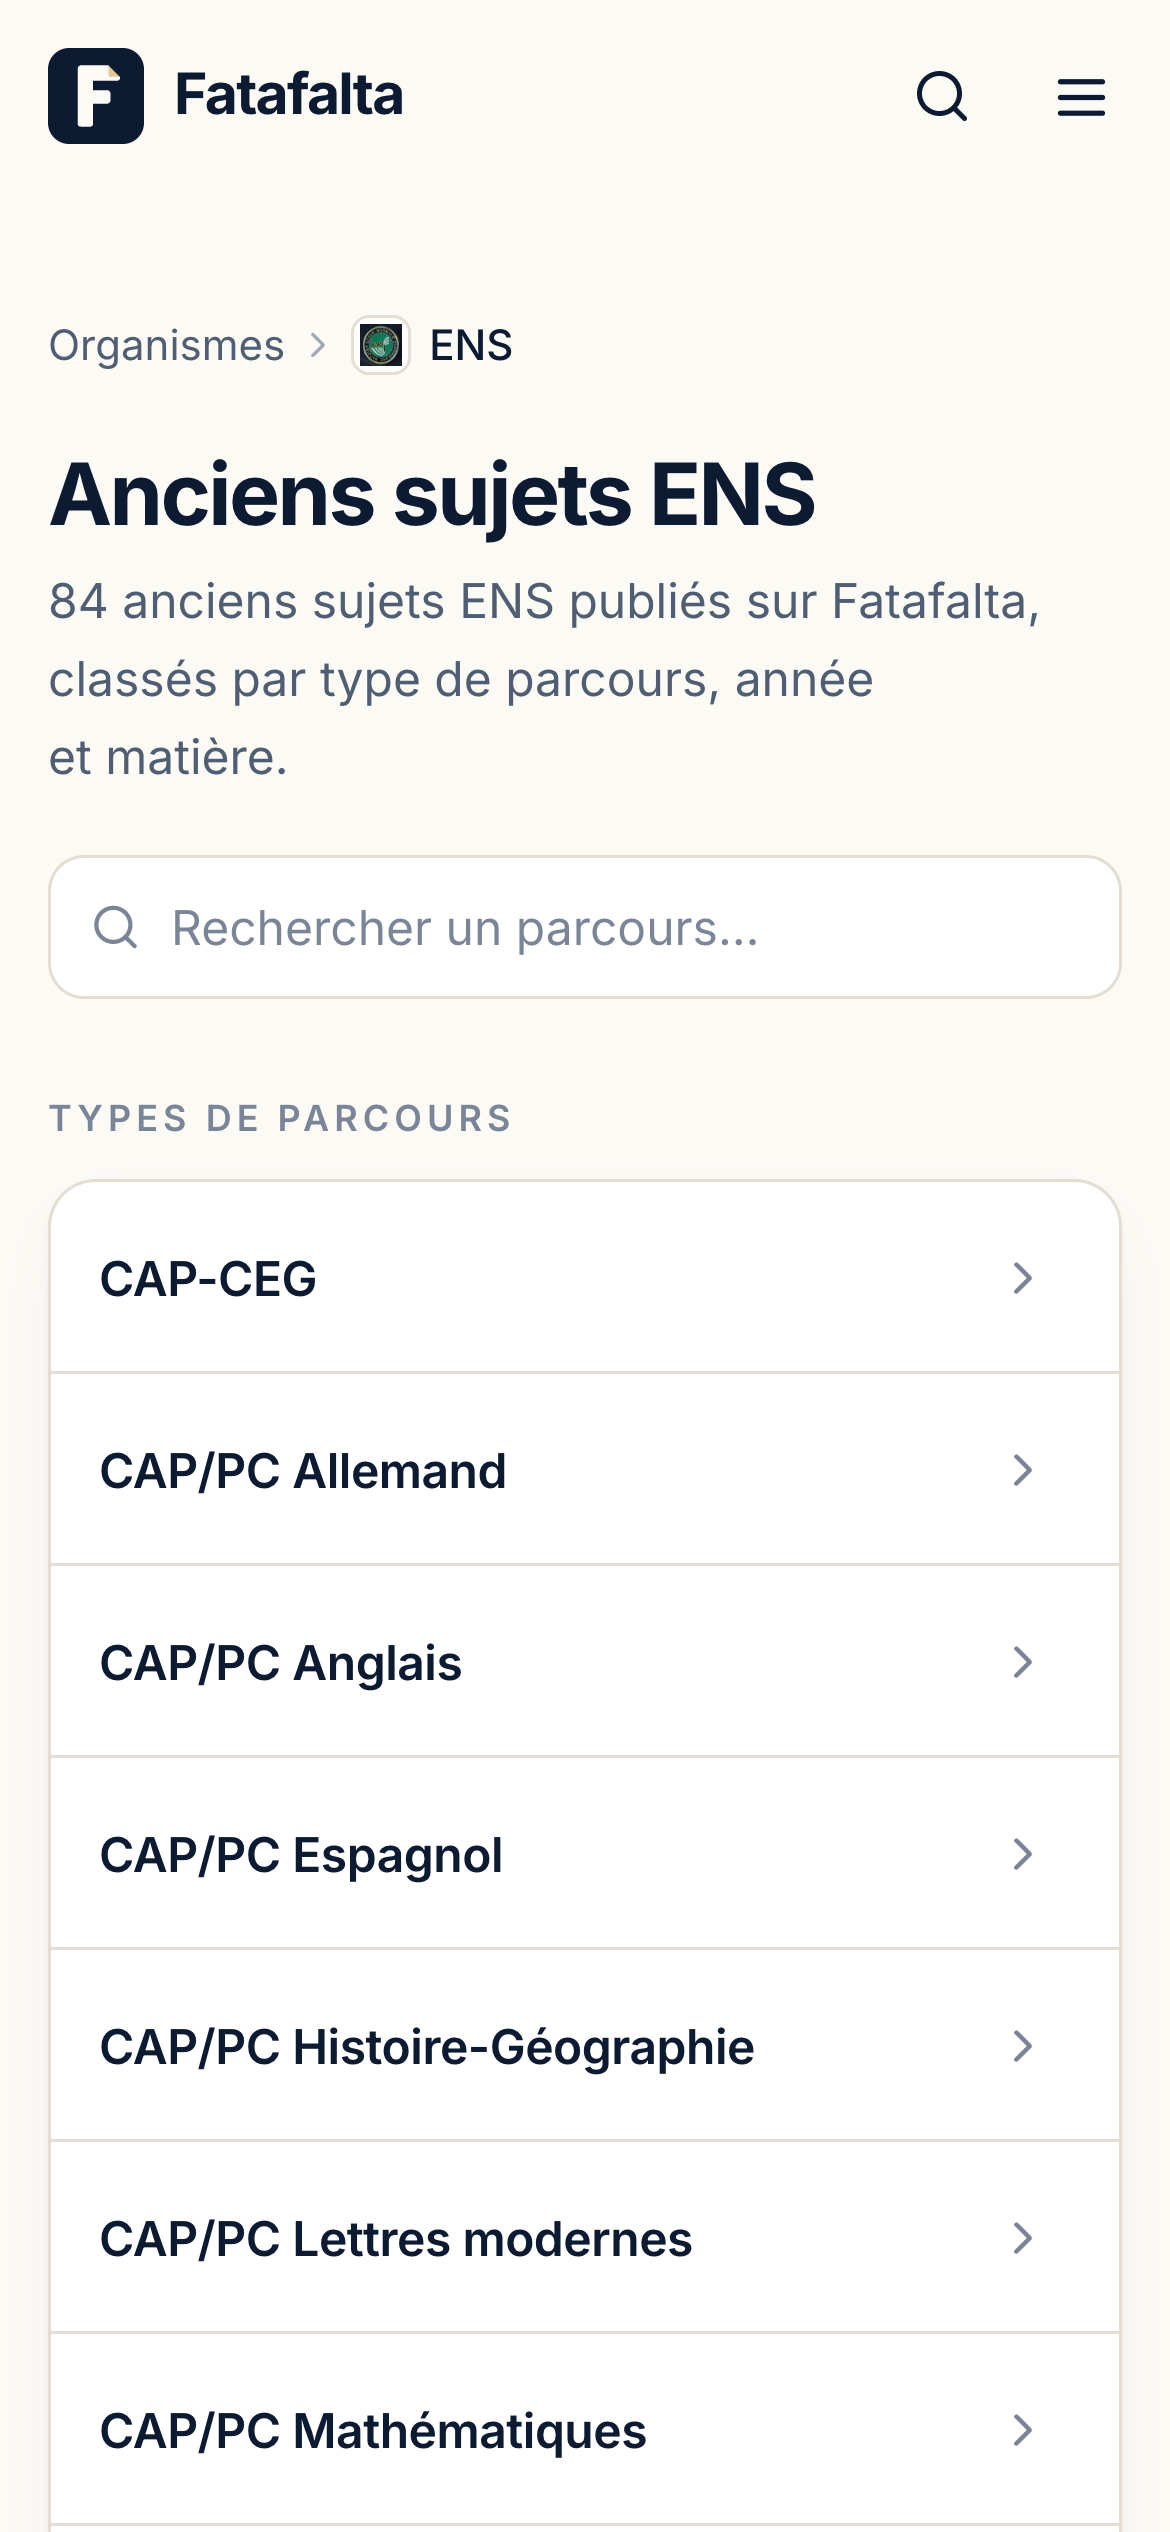 Fatafalta
Organismes > ENS
Anciens sujets ENS
84 anciens sujets ENS publiés sur Fatafalta,
classés par type de parcours, année
et matière.
Rechercher un parcours...
TYPES DE PARCOURS
CAP-CEG
CAP/PC Allemand
CAP/PC Anglais
CAP/PC Espagnol
CAP/PC Histoire-Géographie
CAP/PC Lettres modernes
CAP/PC Mathématiques